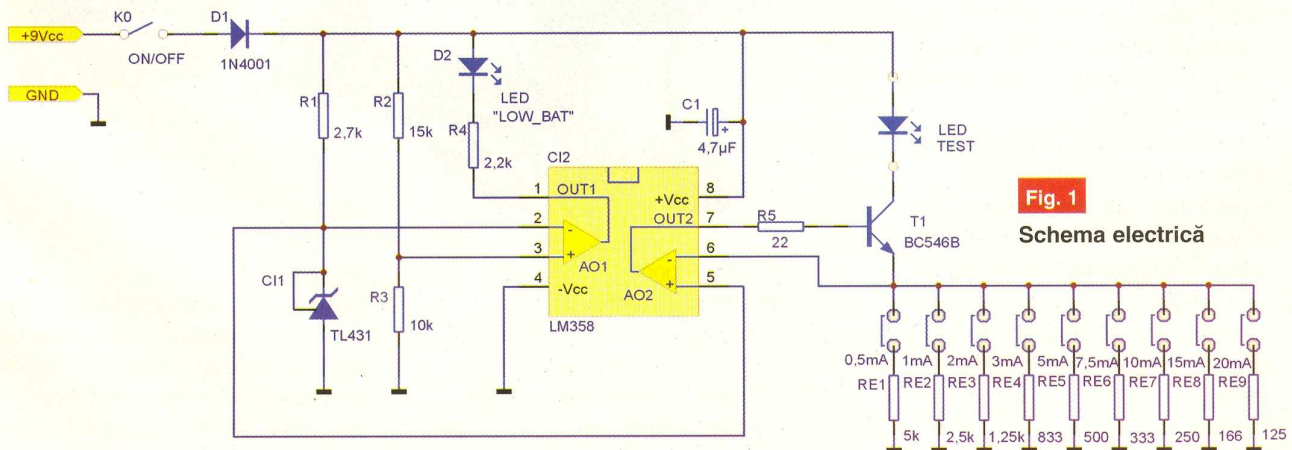 +9Vcc
K0
ON/OFF
D1
1N4001
GND
R1
2,7k
R2
15k
D2
LED
"LOW_BAT"
R4
2,2k
C1
+
4,7µF
LED
TEST
CI2
1 OUT1
2 -
3 +
4 -Vcc
AO1
+Vcc 8
OUT2 7
- 6
+ 5
AO2
LM358
R5
22
T1
BC546B
Fig. 1
Schema electrică
CI1
TL431
R3
10k
0,5mA 1mA 2mA 3mA 5mA 7,5mA 10mA 15mA 20mA
RE1 RE2 RE3 RE4 RE5 RE6 RE7 RE8 RE9
5k 2,5k 1,25k 833 500 333 250 166 125